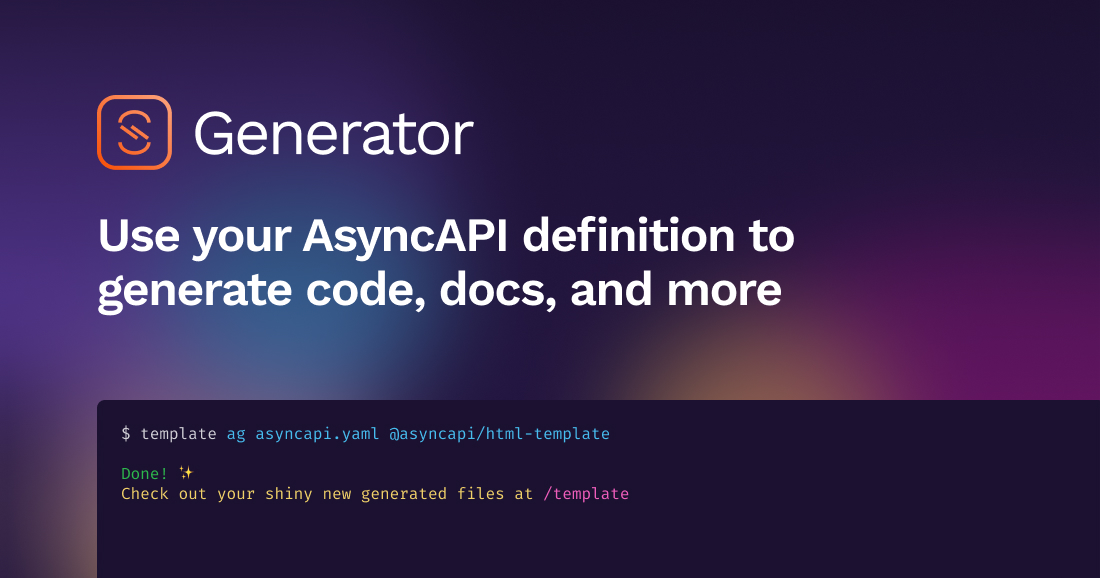 Generator
Use your AsyncAPI definition to
generate code, docs, and more
$ template ag asyncapi.yaml @asyncapi/html-template
Done! ✨
Check out your shiny new generated files at /template